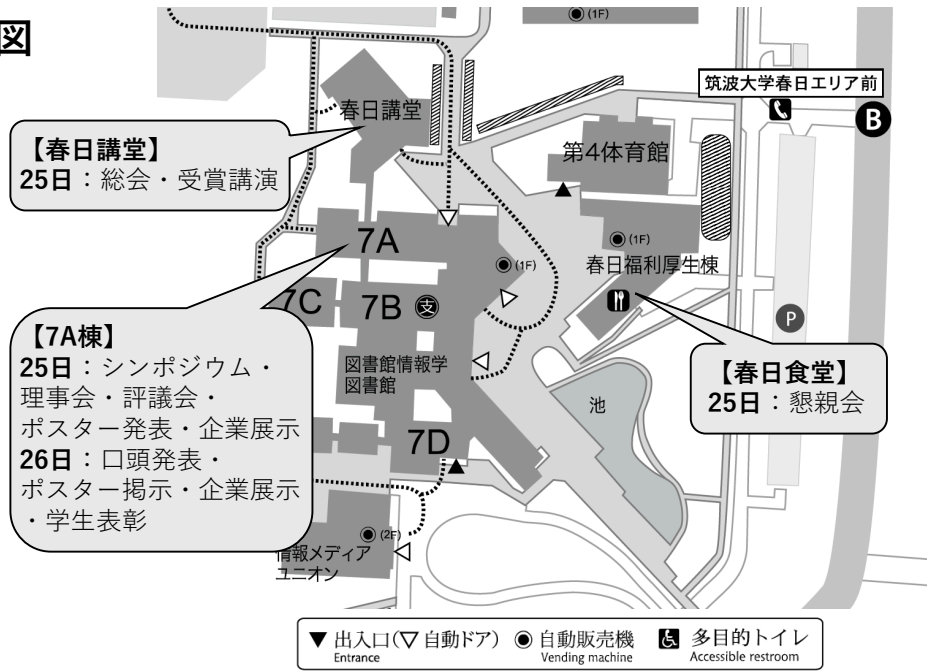 図
(1F)
筑波大学春日エリア前
B
春日講堂
【春日講堂】
25日：総会・受賞講演
第4体育館
7A
(1F)
(1F)
春日福利厚生棟
7C
7B
支
P
【7A棟】
25日：シンポジウム・
理事会・評議会・
ポスター発表・企業展示
26日：口頭発表・
ポスター掲示・企業展示
・学生表彰
図書館情報学
図書館
【春日食堂】
25日：懇親会
池
7D
(2F)
情報メディア
ユニオン
▼ 出入口(▽ 自動ドア) ◉ 自動販売機 多目的トイレ
Entrance Vending machine Accessible restroom